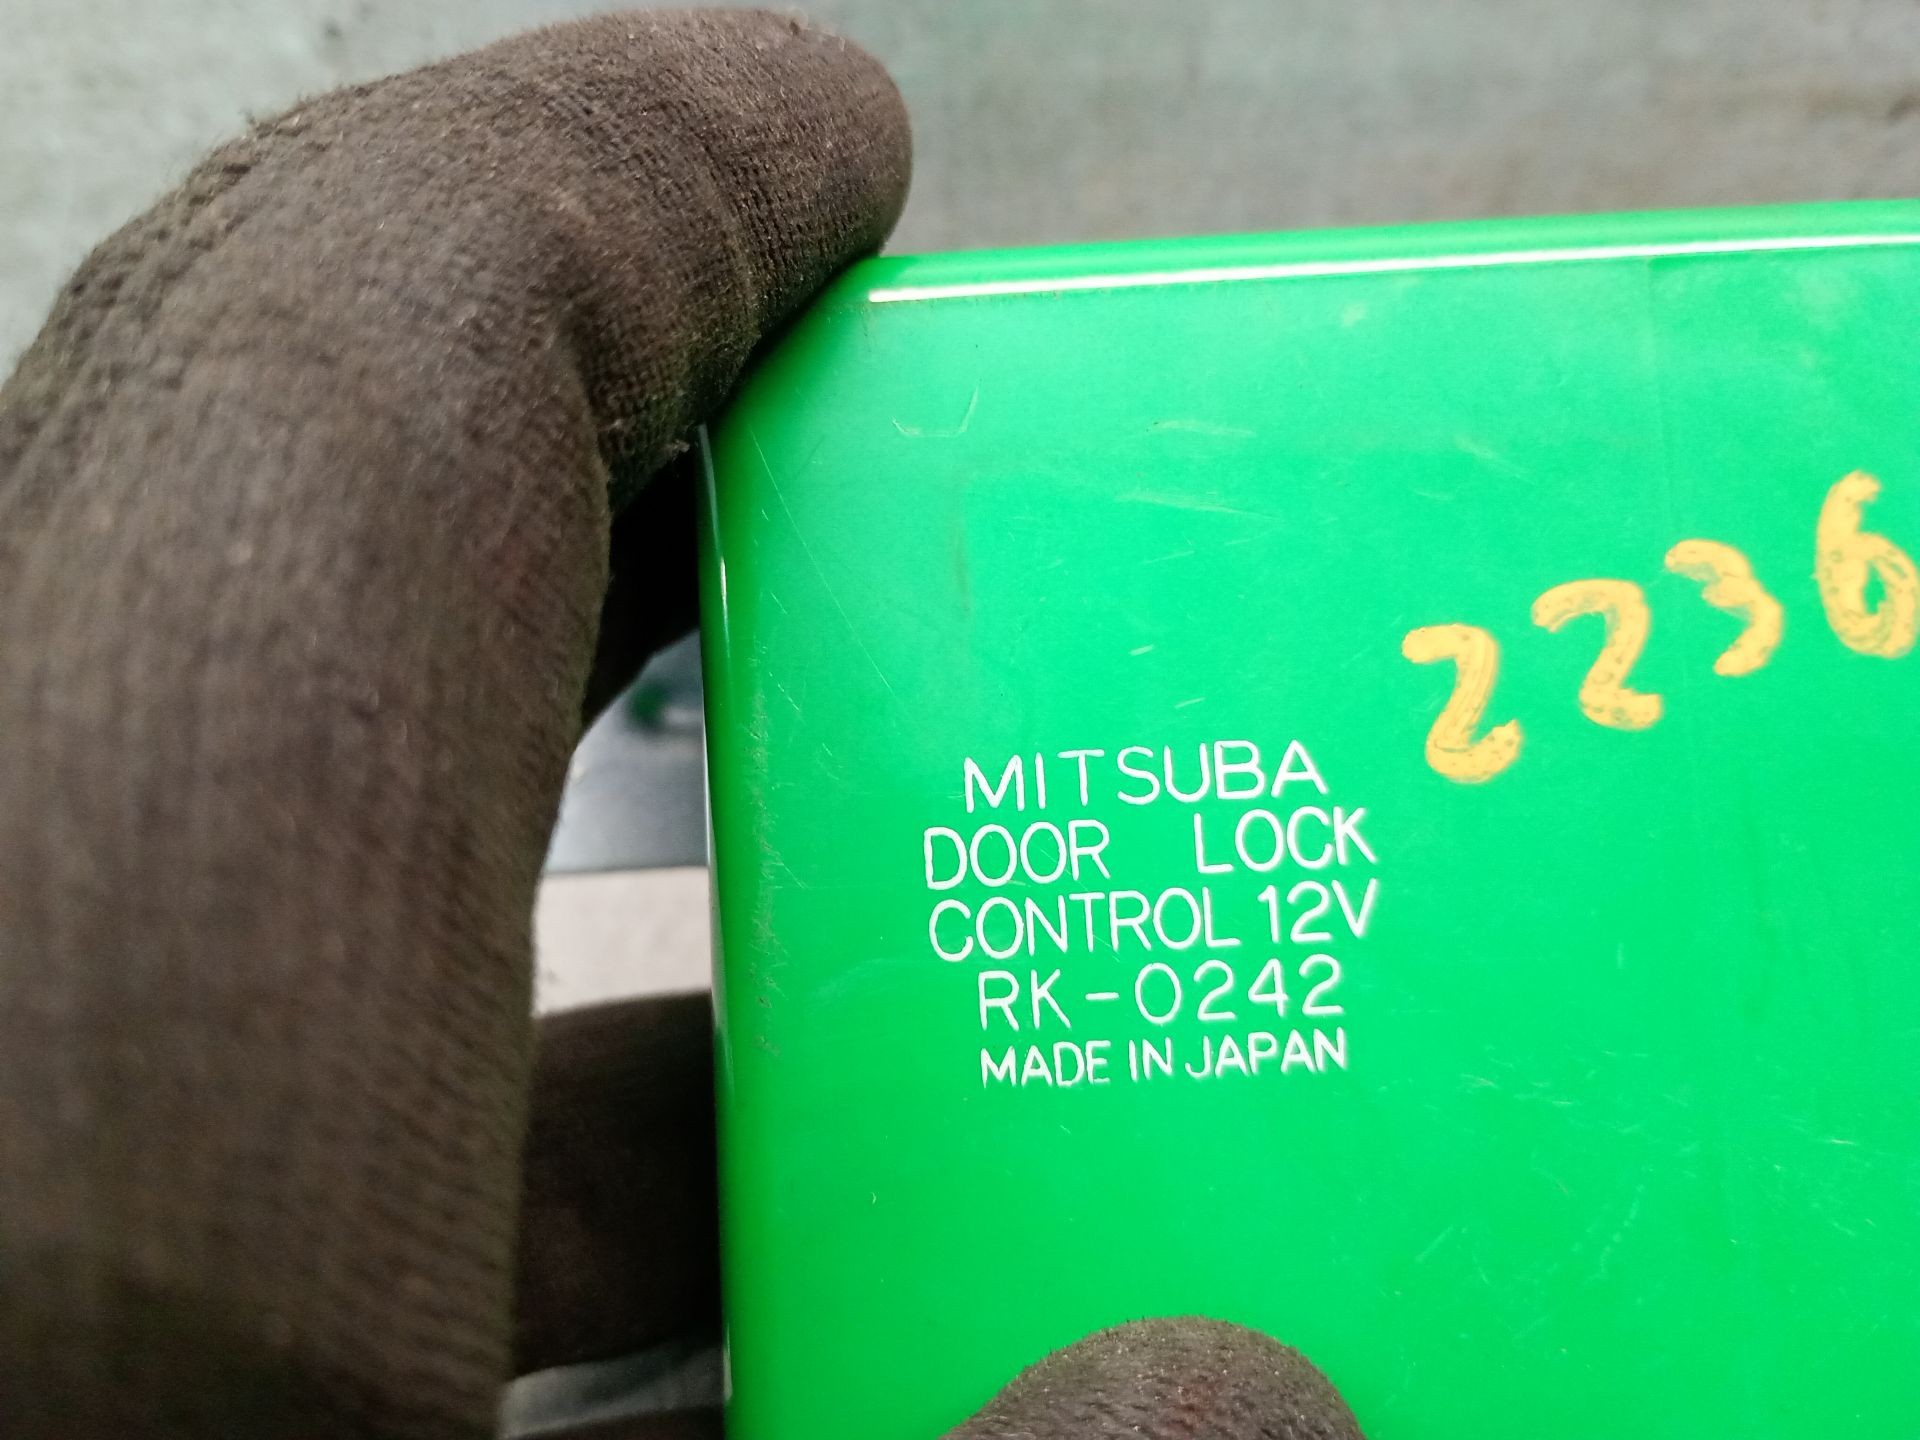 2236
MITSUBA
DOOR LOCK
CONTROL 12V
RK-0242
MADE IN JAPAN